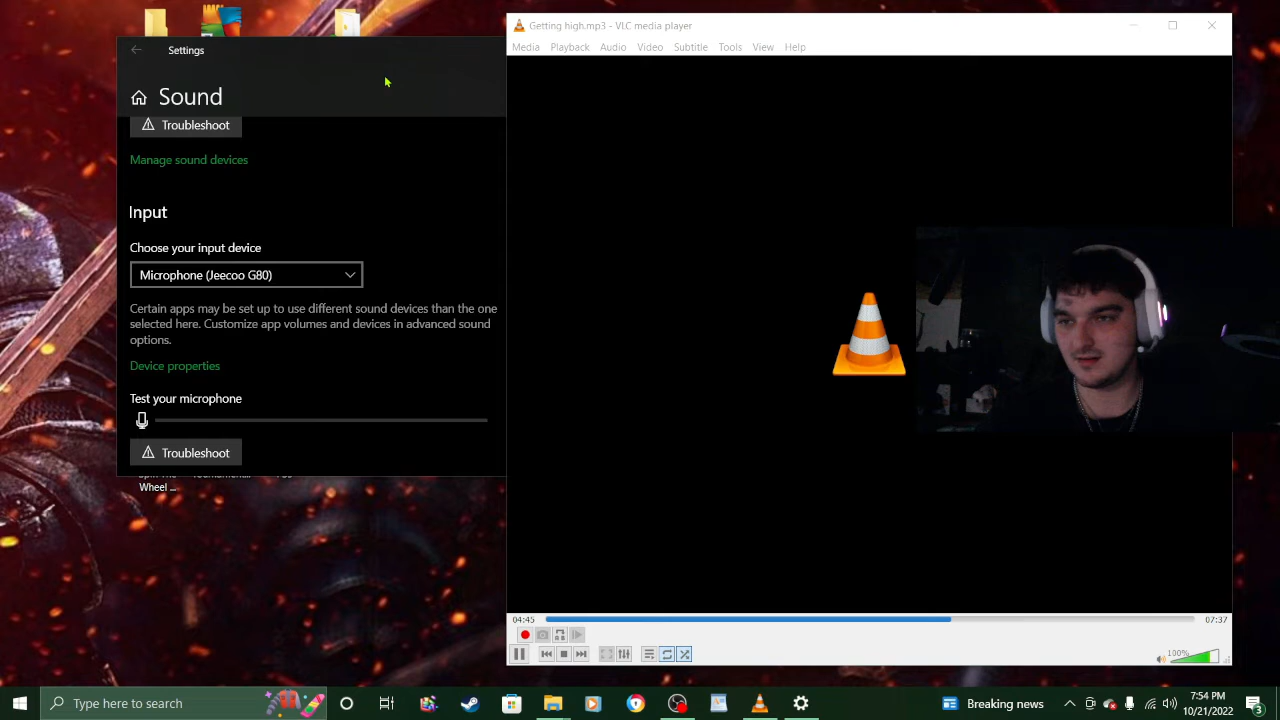 Getting high.mp3 - VLC media player
Media Playback Audio Video Subtitle Tools View Help
Settings
Sound
Troubleshoot
Manage sound devices
Input
Choose your input device
Microphone (Jeecoo G80)
Certain apps may be set up to use different sound devices than the one
selected here. Customize app volumes and devices in advanced sound
options.
Device properties
Test your microphone
Troubleshoot
Wheel ...
04:45
07:37
100%
Type here to search
Breaking news
7:54 PM
10/21/2022
3